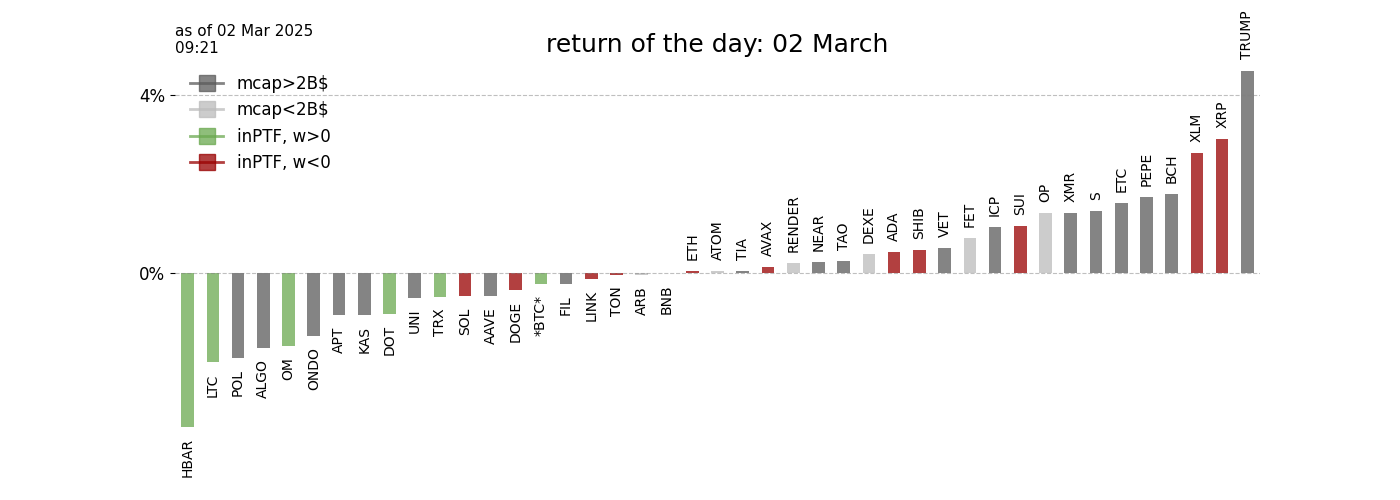 as of 02 Mar 2025
09:21
return of the day: 02 March
mcap>2B$
mcap<2B$
inPTF, w>0
inPTF, w<0
4%
0%
HBAR
LTC
POL
ALGO
OM
ONDO
APT
KAS
DOT
UNI
TRX
SOL
AAVE
DOGE
*BTC*
FIL
LINK
TON
ARB
BNB
ETH
ATOM
TIA
AVAX
RENDER
NEAR
TAO
DEXE
ADA
SHIB
VET
FET
ICP
SUI
OP
XMR
S
ETC
PEPE
BCH
XLM
XRP
TRUMP